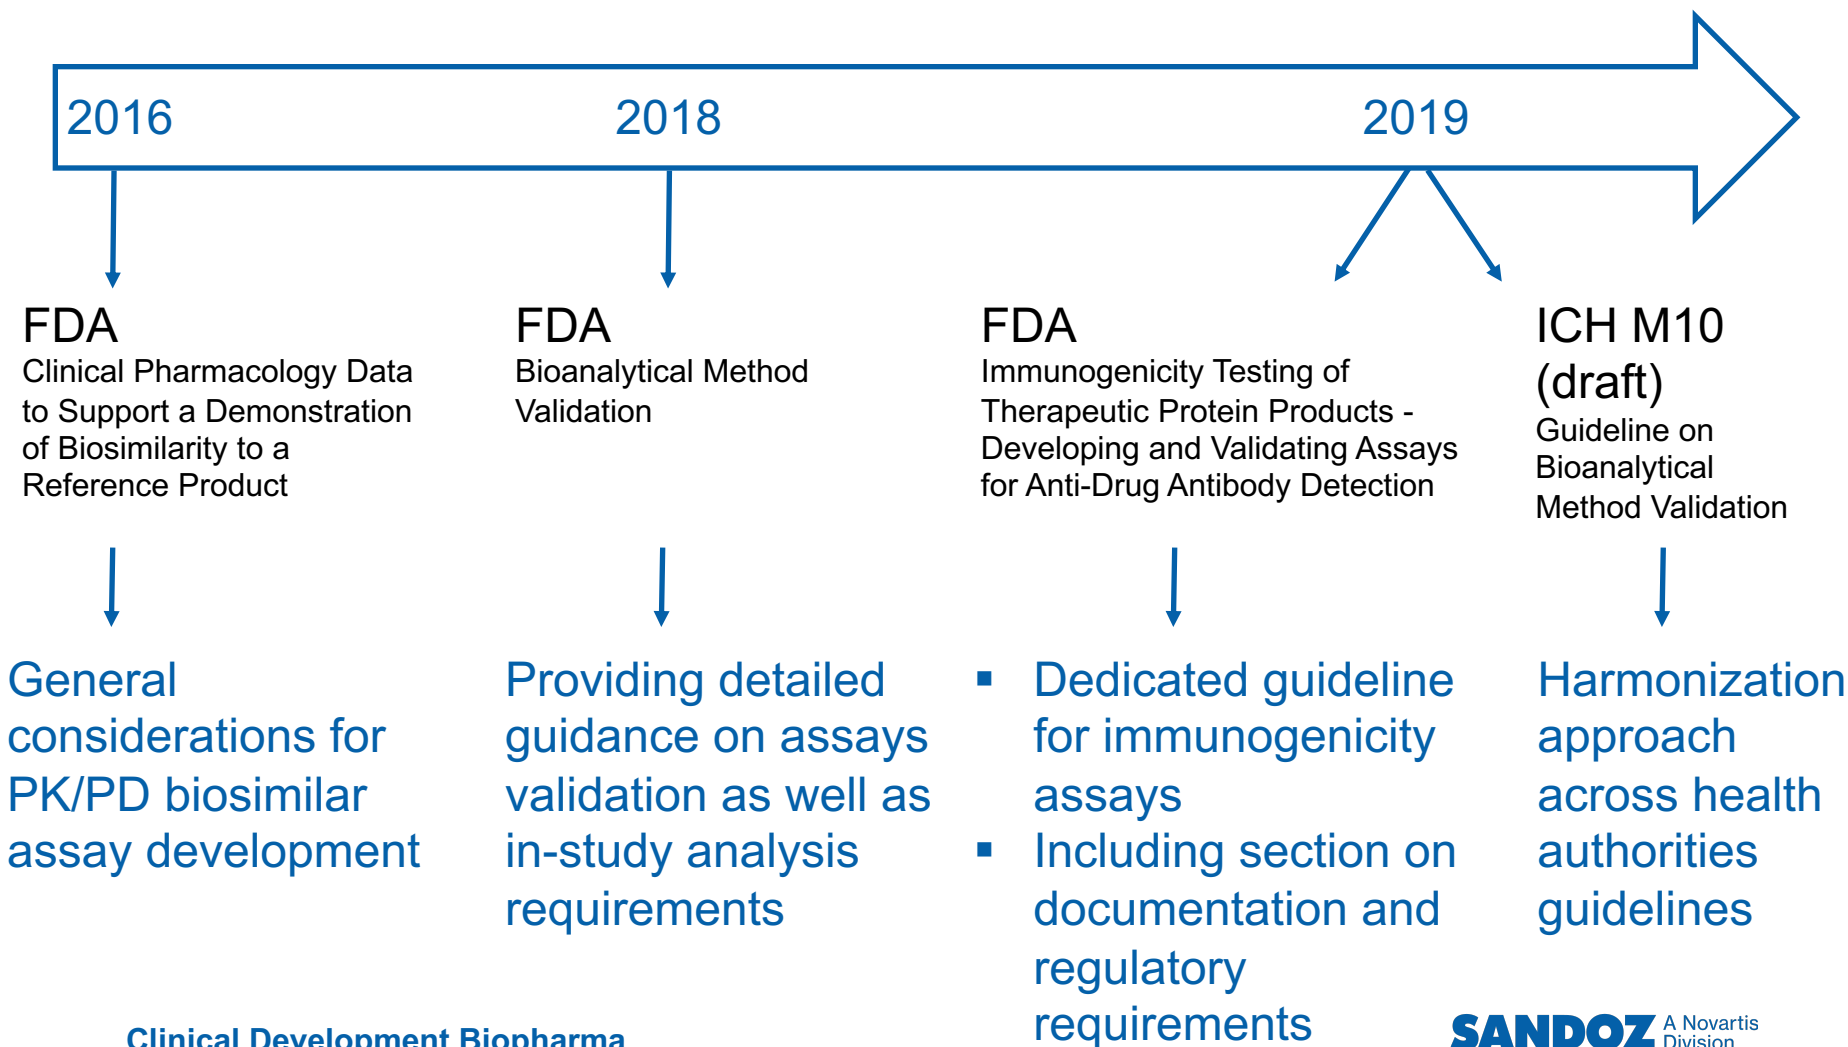 2016
2018
2019
FDA
Clinical Pharmacology Data
to Support a Demonstration
of Biosimilarity to a
Reference Product
FDA
Bioanalytical Method
Validation
FDA
Immunogenicity Testing of
Therapeutic Protein Products -
Developing and Validating Assays
for Anti-Drug Antibody Detection
ICH M10
(draft)
Guideline on
Bioanalytical
Method Validation
General
considerations for
PK/PD biosimilar
assay development
Providing detailed
guidance on assays
validation as well as
in-study analysis
requirements
▪ Dedicated guideline
for immunogenicity
assays
▪ Including section on
documentation and
regulatory
requirements
Harmonization
approach
across health
authorities
guidelines
Clinical Development Biopharma
SANDOZ A Novartis
Division